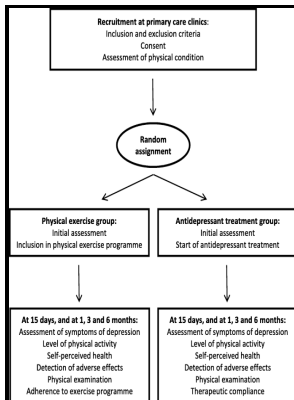 Recruitment at primary care clinics:
Inclusion and exclusion criteria
Consent
Assessment of physical condition
Random
assignment
Physical exercise group:
Initial assessment
Inclusion in physical exercise programme
Antidepressant treatment group:
Initial assessment
Start of antidepressant treatment
At 15 days, and at 1, 3 and 6 months:
Assessment of symptoms of depression
Level of physical activity
Self-perceived health
Detection of adverse effects
Physical examination
Adherence to exercise programme
At 15 days, and at 1, 3 and 6 months:
Assessment of symptoms of depression
Level of physical activity
Self-perceived health
Detection of adverse effects
Physical examination
Therapeutic compliance